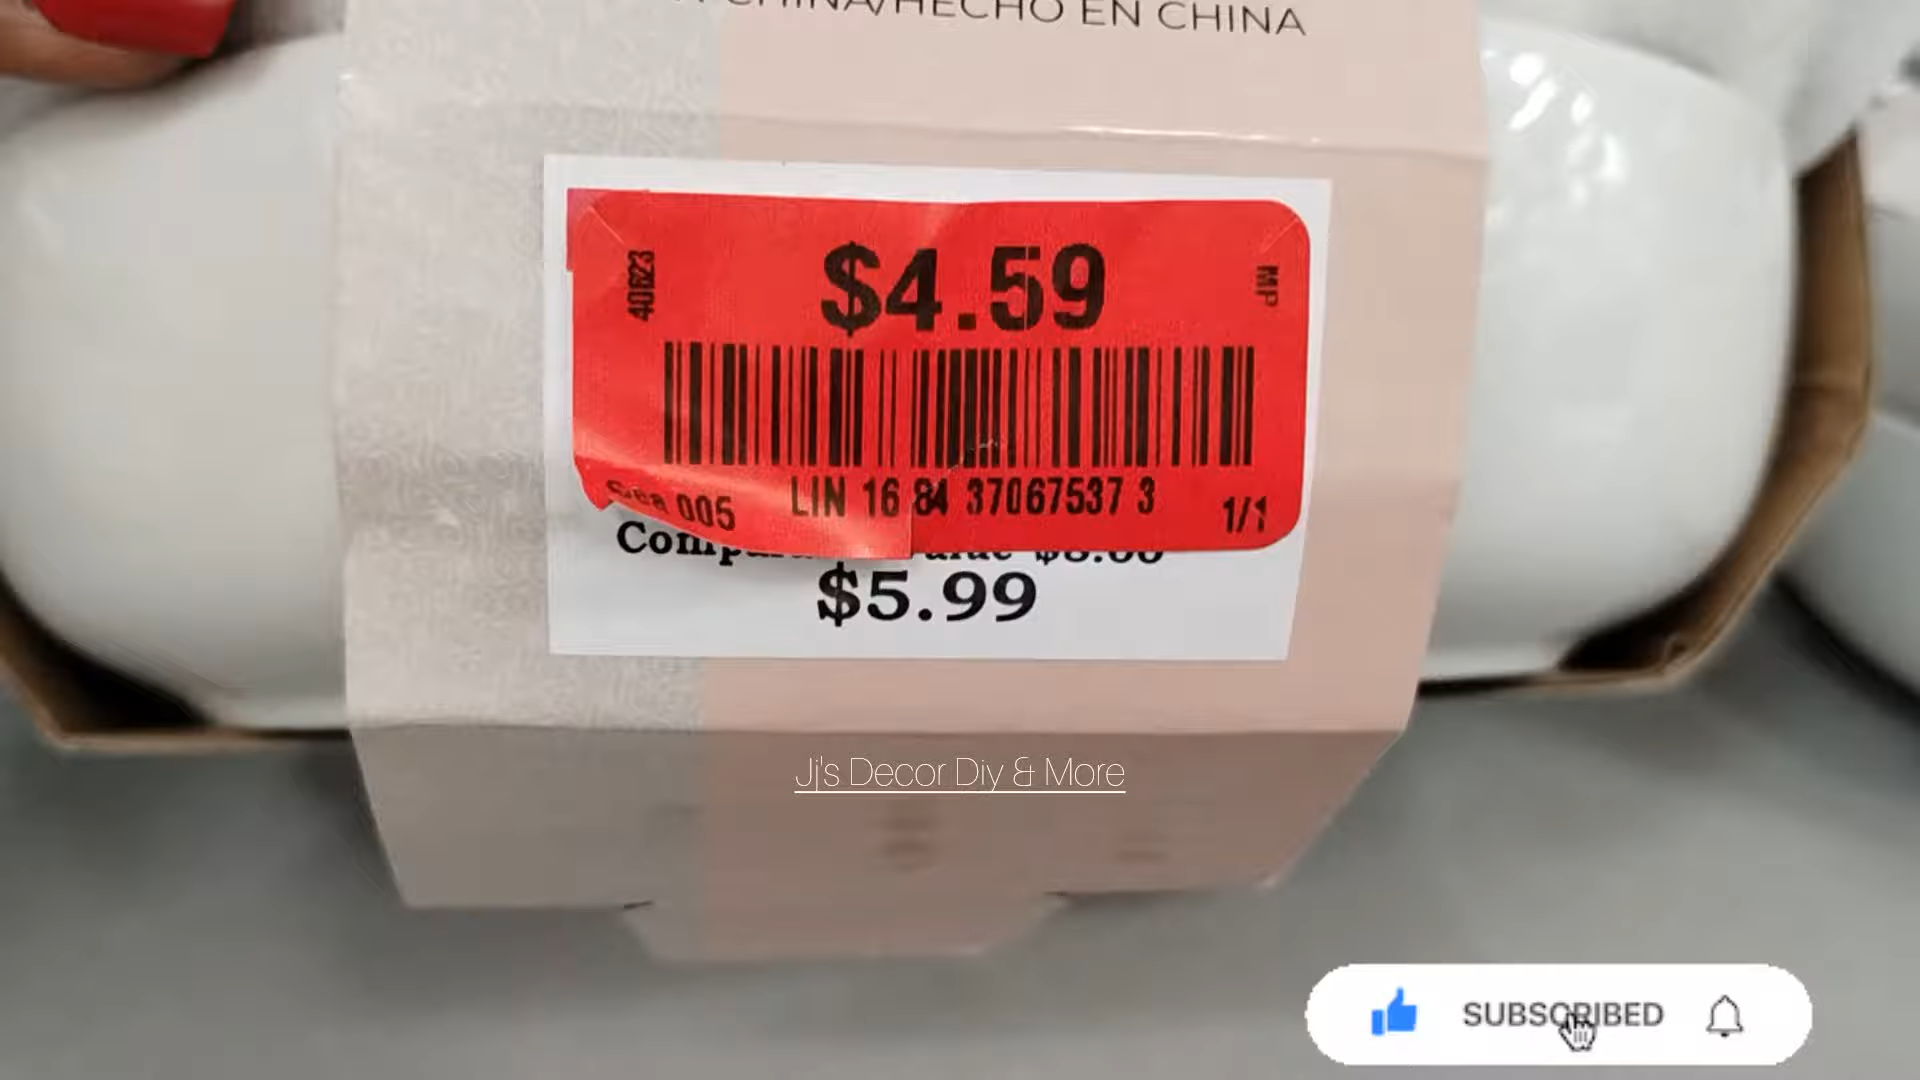 CHINA/HECHO EN CHINA
40623
$4.59
MP
005
LIN 16 84 37067537 3
1/1
$5.99
Jj's Decor Diy & More
SUBSCRIBED